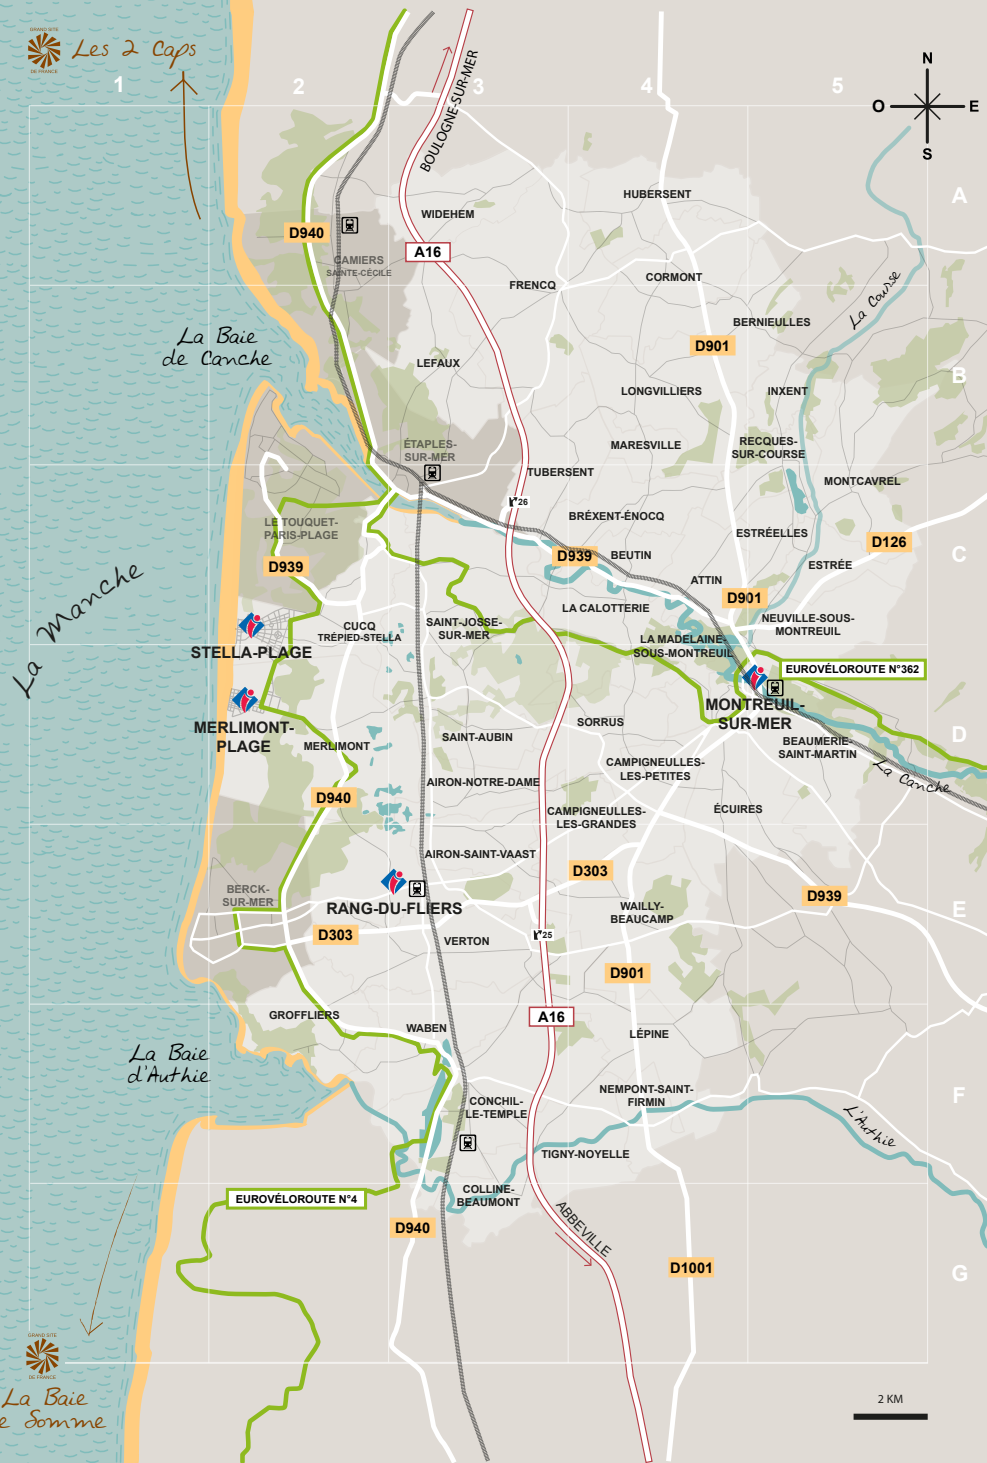 GRAND SITE
DE FRANCE
Les 2 Caps
1
2
3
4
5
N
O
E
S
BOULOGNE-SUR-MER
A
HUBERSENT
WIDEHEM
D940
A16
CAMIERS
SAINTE-CÉCILE
FRENCQ
CORMONT
La Course
BERNIEULLES
La Baie
de Canche
D901
LEFAUX
B
LONGVILLIERS
INXENT
ÉTAPLES-
SUR-MER
MARESVILLE
RECQUES-
SUR-COURSE
TUBERSENT
MONTCAVREL
26
LE TOUQUET-
PARIS-PLAGE
BRÉXENT-ÉNOCQ
ESTRÉELLES
D126
C
D939
D939
BEUTIN
ESTRÉE
ATTIN
D901
La Manche
LA CALOTTERIE
STELLA-PLAGE
CUCQ
TRÉPIED-STELLA
SAINT-JOSSE-
SUR-MER
NEUVILLE-SOUS-
MONTREUIL
LA MADELAINE-
SOUS-MONTREUIL
EUROVÉLOROUTE N°362
MONTREUIL-
SUR-MER
MERLIMONT-
PLAGE
MERLIMONT
SORRUS
SAINT-AUBIN
BEAUMERIE-
SAINT-MARTIN
D
La Canche
CAMPIGNEULLES-
LES-PETITES
AIRON-NOTRE-DAME
D940
CAMPIGNEULLES-
LES-GRANDES
ÉCUIRES
AIRON-SAINT-VAAST
D303
BERCK-
SUR-MER
RANG-DU-FLIERS
D939
WAILLY-
BEAUCAMP
E
D303
VERTON
25
D901
GROFFLIERS
WABEN
A16
LÉPINE
La Baie
d'Authie
NEMPONT-SAINT-
FIRMIN
CONCHIL-
LE-TEMPLE
F
L'Authie
TIGNY-NOYELLE
EUROVÉLOROUTE N°4
COLLINE-
BEAUMONT
D940
ABBEVILLE
D1001
G
GRAND SITE
DE FRANCE
La Baie
e Somme
2 KM